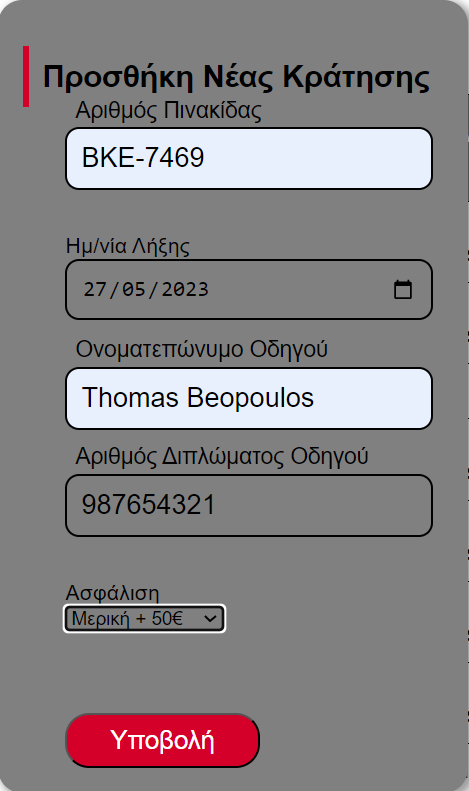 Προσθήκη Νέας Κράτησης
Αριθμός Πινακίδας
BKE-7469
Ημ/νία Λήξης
27/05/2023
Ονοματεπώνυμο Οδηγού
Thomas Beopoulos
Αριθμός Διπλώματος Οδηγού
987654321
Ασφάλιση
Μερική + 50€
Υποβολή